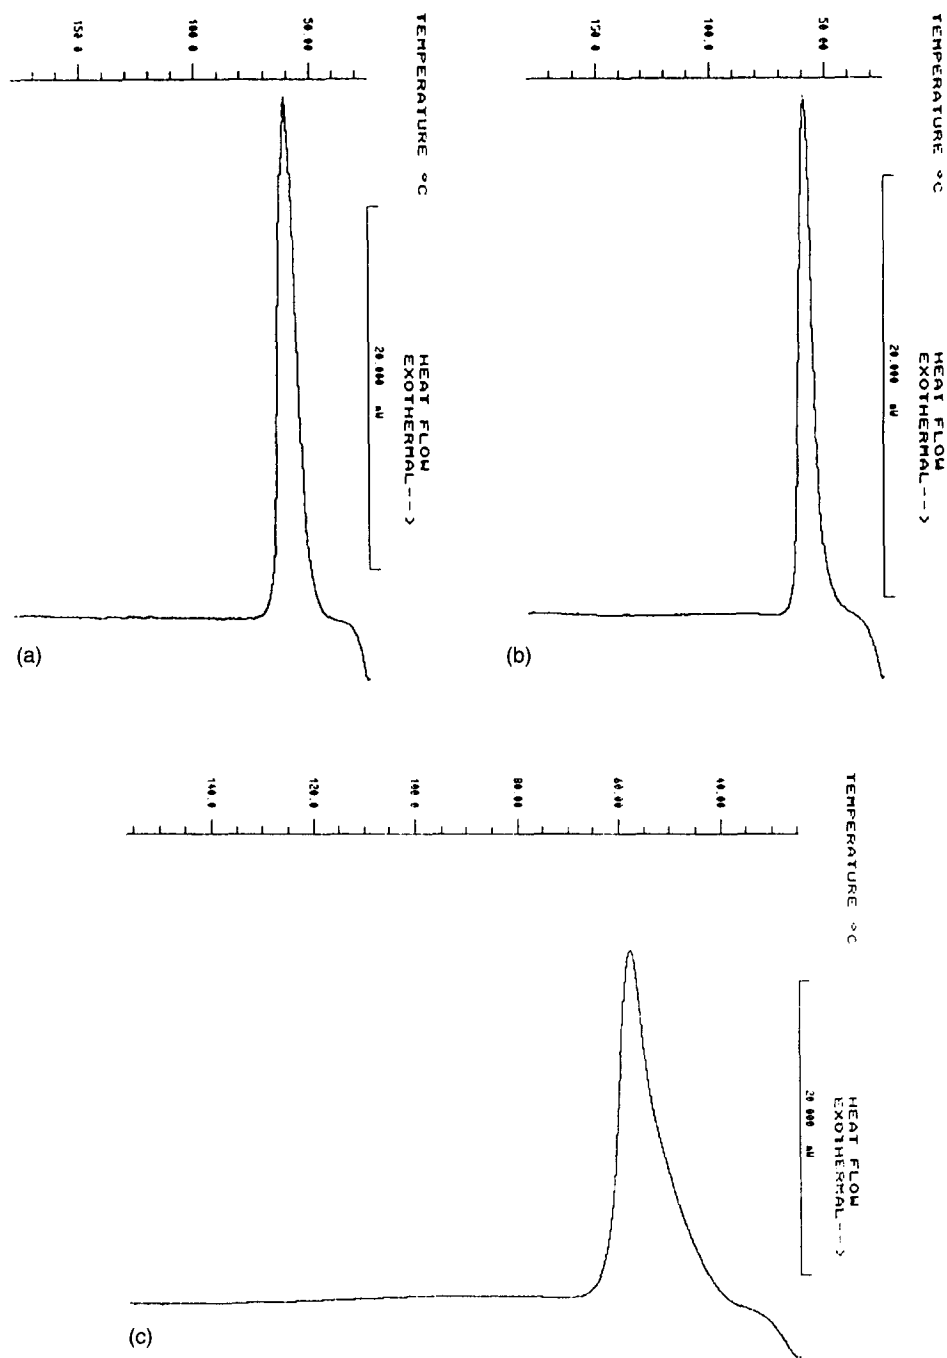 150.0 100.0 50.00
TEMPERATURE °C
20.000 mW
HEAT FLOW
EXOTHERMAL-->
(a)
150.0 100.0 50.00
TEMPERATURE °C
20.000 mW
HEAT FLOW
EXOTHERMAL-->
(b)
140.0 120.0 100.0 80.00 60.00 40.00
TEMPERATURE °C
20.000 mW
HEAT FLOW
EXOTHERMAL-->
(c)